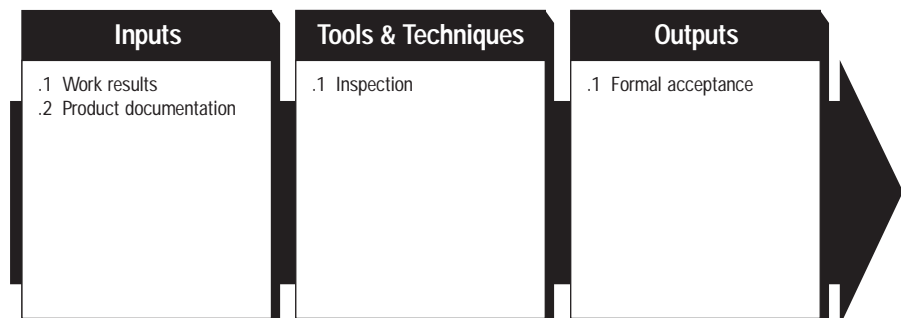 Inputs
.1 Work results
.2 Product documentation
Tools & Techniques
.1 Inspection
Outputs
.1 Formal acceptance